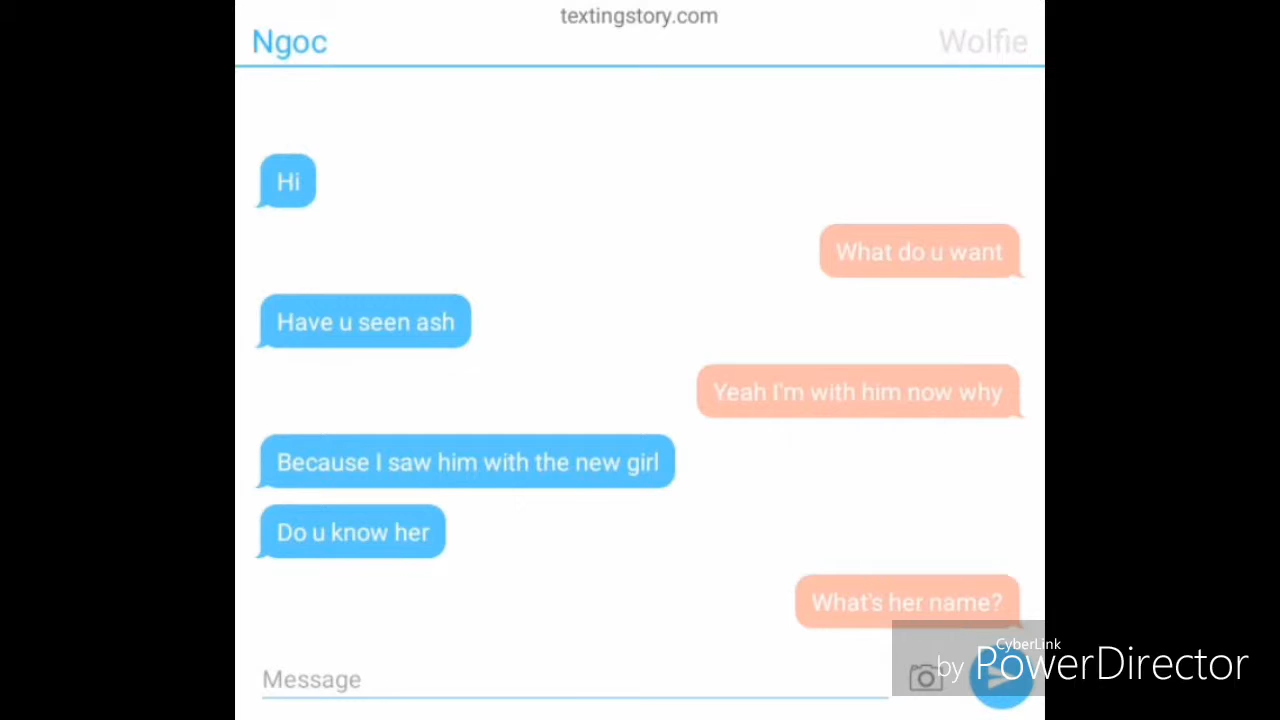 textingstory.com
Ngoc
Wolfie
Hi
What do u want
Have u seen ash
Yeah I'm with him now why
Because I saw him with the new girl
Do u know her
What's her name?
Message
CyberLink
by PowerDirector